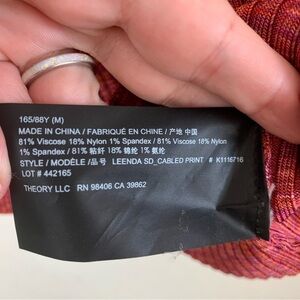 165/88Y (M)
MADE IN CHINA / FABRIQUÉ EN CHINE / 产地 中国
81% Viscose 18% Nylon 1% Spandex / 81% Viscose 18% Nylon
1% Spandex / 81% 粘纤 18% 锦纶 1% 氨纶
STYLE / MODÈLE /品号 LEENDA SD_CABLED PRINT # K1116716
LOT # 442165
THEORY LLC RN 98406 CA 39862